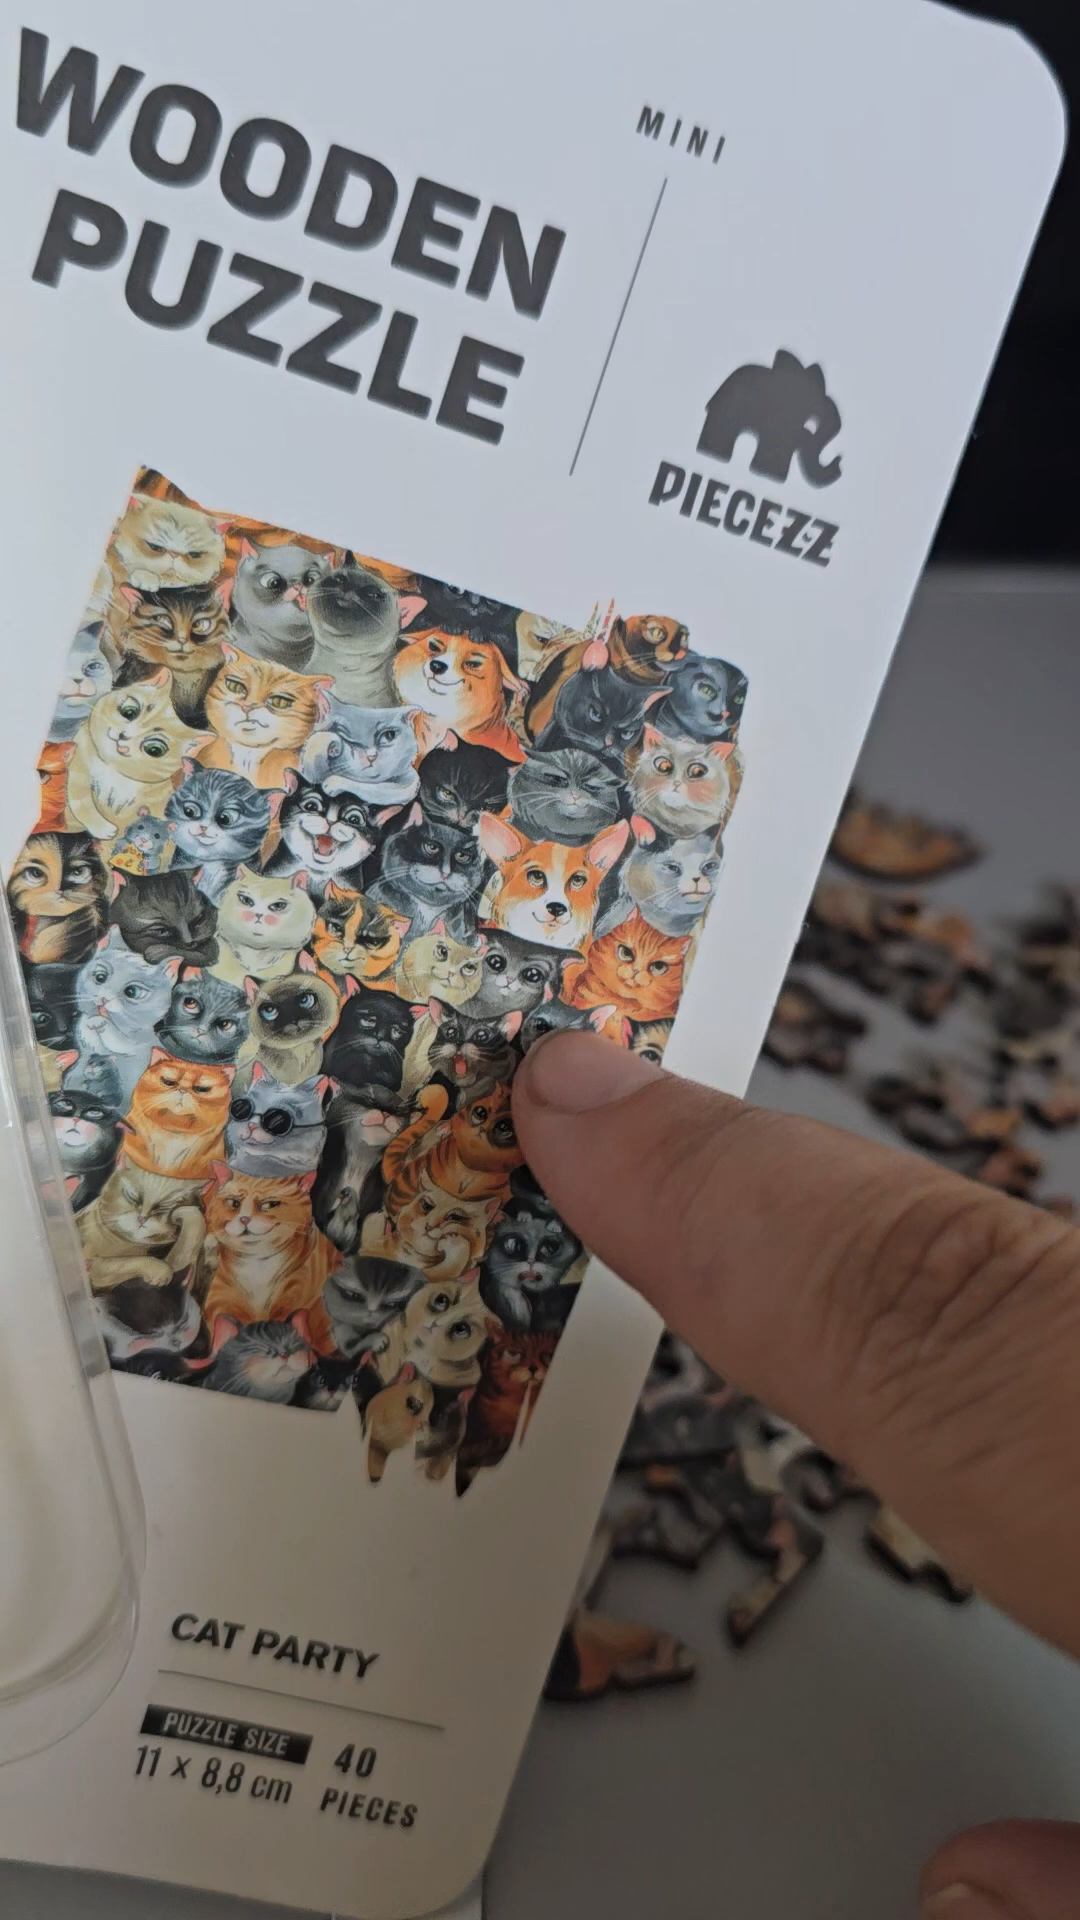 WOODEN
PUZZLE
MINI
PIECEZZ
CAT PARTY
PUZZLE SIZE
11 x 8,8 cm
40
PIECES